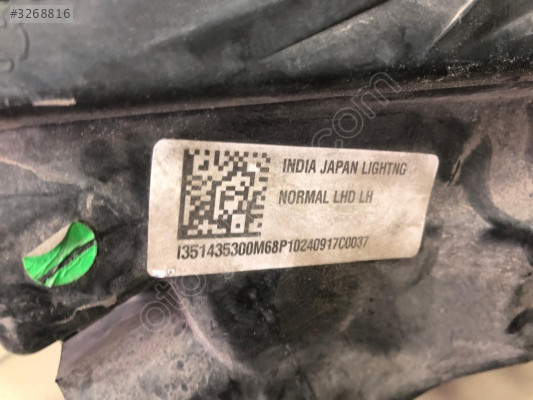 #3268816
INDIA JAPAN LIGHTNG
NORMAL LHD LH
I351435300M68P10240917C0037